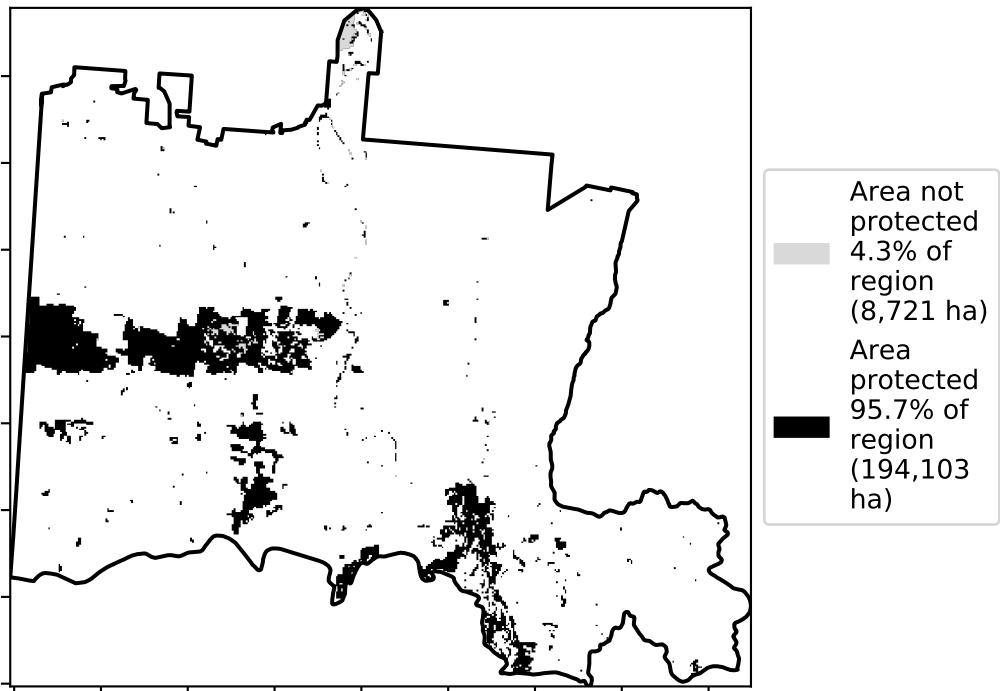 Area not
protected
4.3% of
region
(8,721 ha)
Area
protected
95.7% of
region
(194,103
ha)